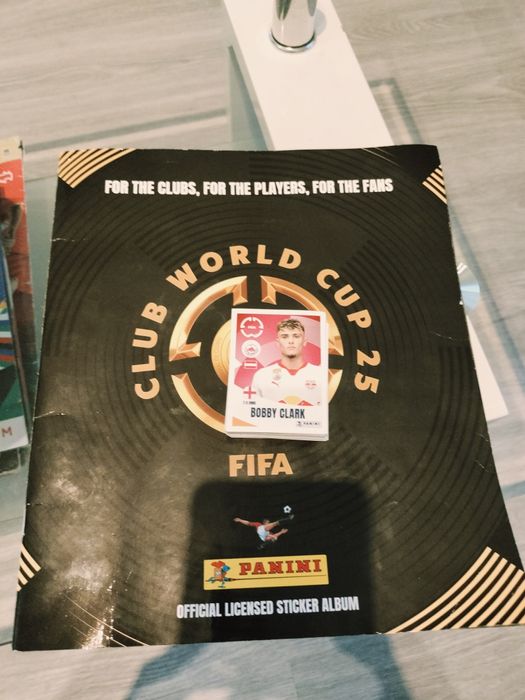 FOR THE CLUBS, FOR THE PLAYERS, FOR THE FANS
CLUB WORLD CUP 25
BOBBY CLARK
PANINI
FIFA
PANINI
OFFICIAL LICENSED STICKER ALBUM
M